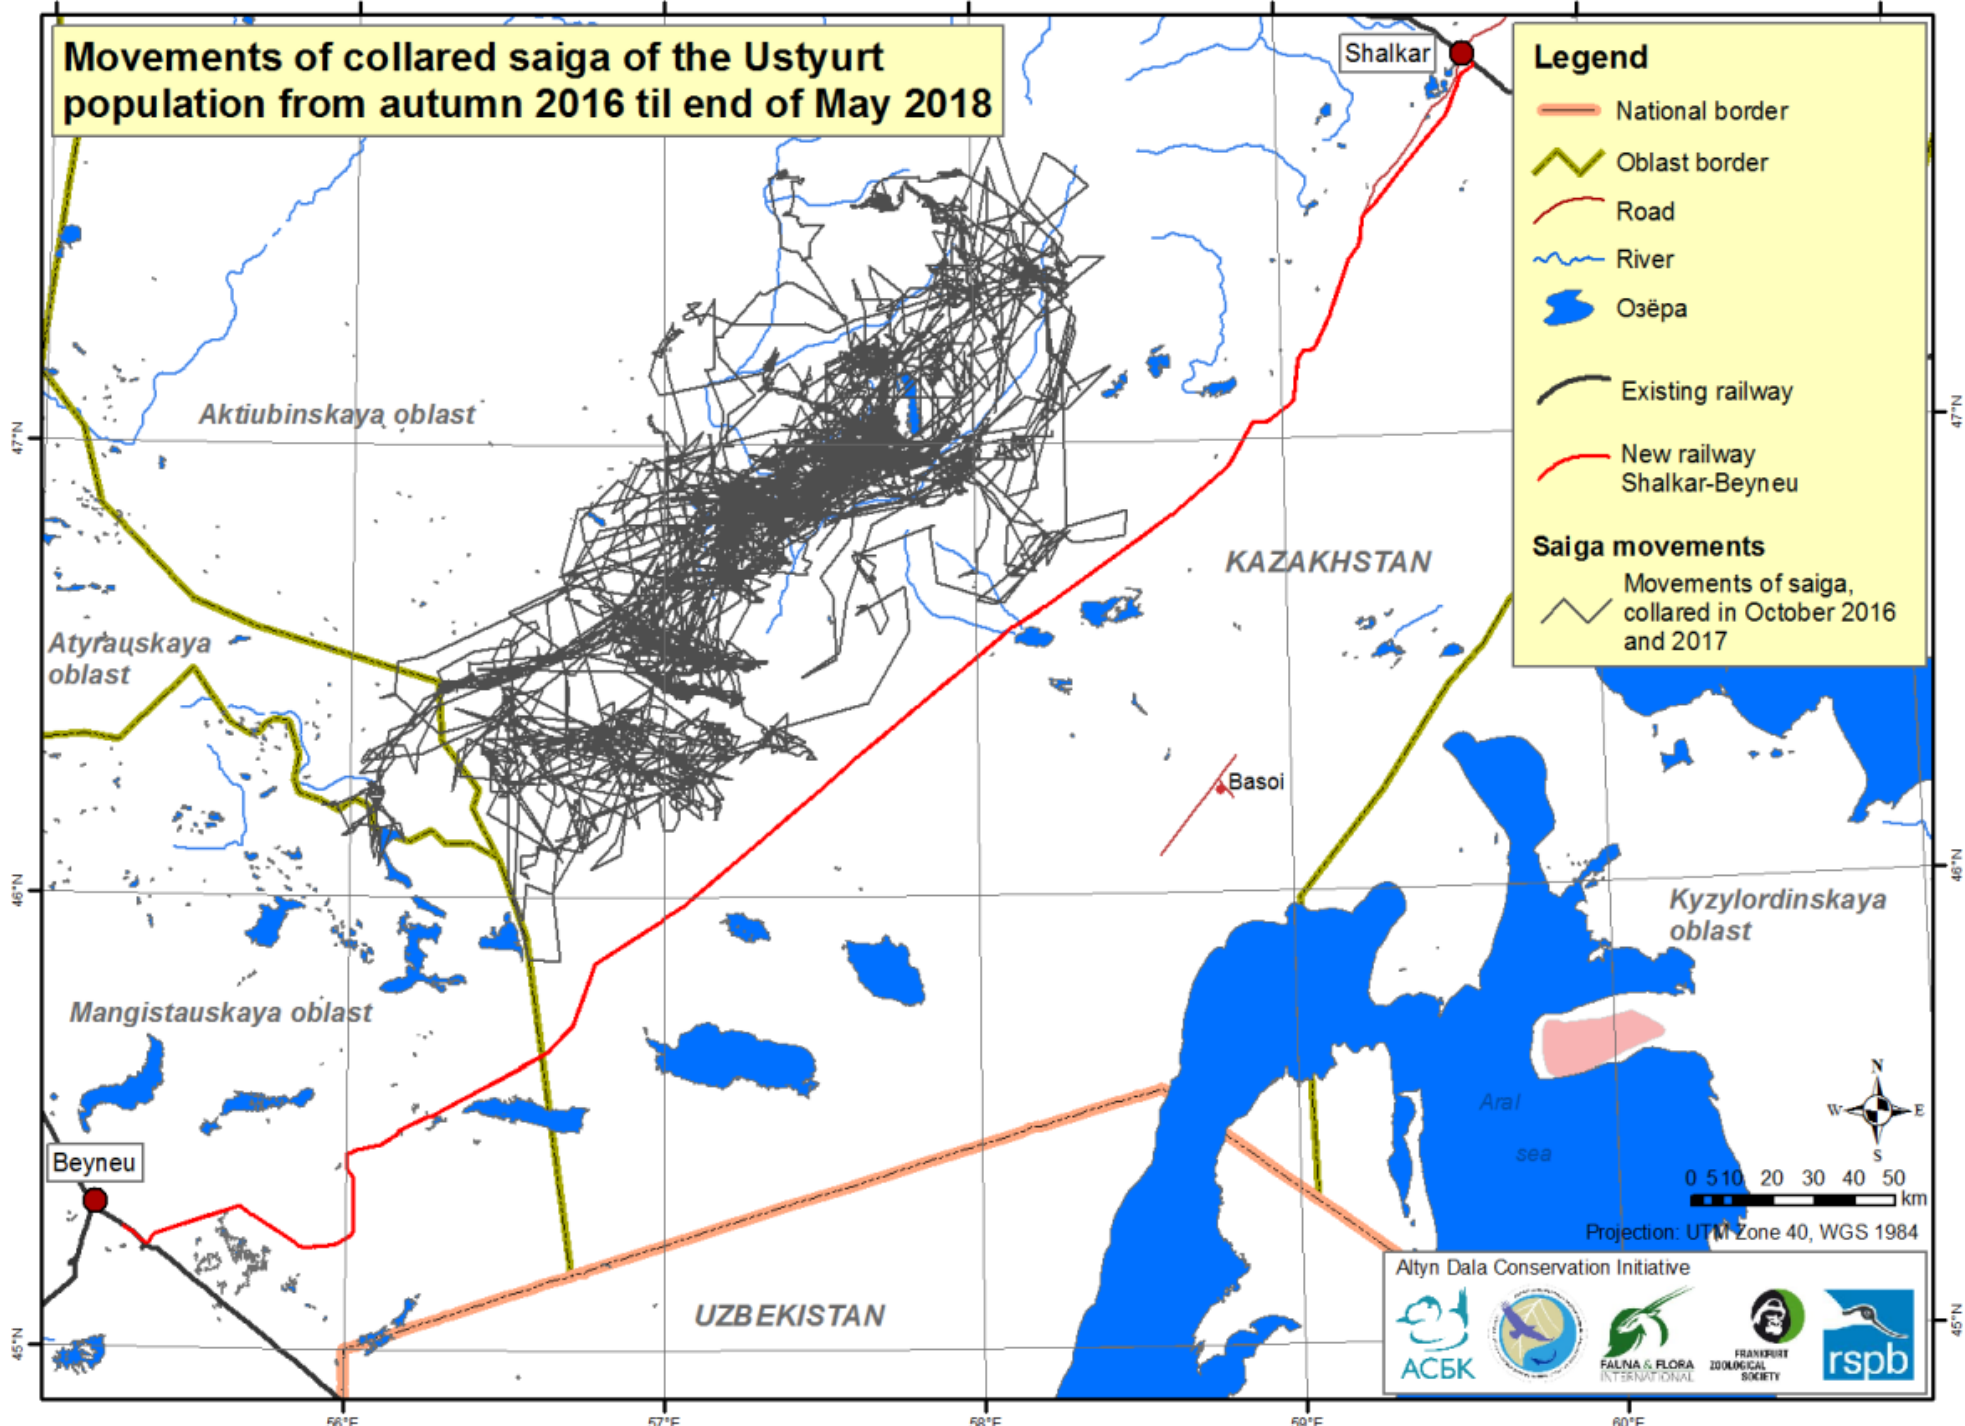 Movements of collared saiga of the Ustyurt
population from autumn 2016 til end of May 2018
Shalkar
Legend
National border
Oblast border
Road
River
Озёра
Existing railway
New railway
Shalkar-Beyneu
Saiga movements
Movements of saiga,
collared in October 2016
and 2017
Aktiubinskaya oblast
47°N
47°N
KAZAKHSTAN
Atyrauskaya
oblast
Basoi
46°N
46°N
Kyzylordinskaya
oblast
Mangistauskaya oblast
Aral
sea
N
W
E
S
Beyneu
0 5 10 20 30 40 50
km
Projection: UTM Zone 40, WGS 1984
UZBEKISTAN
45°N
45°N
Altyn Dala Conservation Initiative
АСБК
FAUNA & FLORA
INTERNATIONAL
FRANKFURT
ZOOLOGICAL
SOCIETY
rspb
56°E
57°E
58°E
59°E
60°E